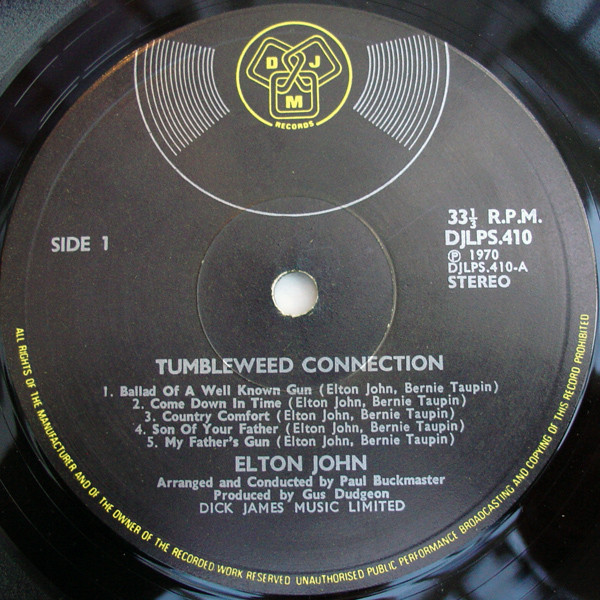 D J
M
RECORDS
SIDE 1
33⅓ R.P.M.
DJLPS.410
℗ 1970
DJLPS.410-A
STEREO
TUMBLEWEED CONNECTION
1. Ballad Of A Well Known Gun (Elton John, Bernie Taupin)
2. Come Down In Time (Elton John, Bernie Taupin)
3. Country Comfort (Elton John, Bernie Taupin)
4. Son Of Your Father (Elton John, Bernie Taupin)
5. My Father's Gun (Elton John, Bernie Taupin)
ELTON JOHN
Arranged and Conducted by Paul Buckmaster
Produced by Gus Dudgeon
DICK JAMES MUSIC LIMITED
ALL RIGHTS OF THE MANUFACTURER AND OF THE OWNER OF THE RECORDED WORK RESERVED UNAUTHORISED PUBLIC PERFORMANCE BROADCASTING AND COPYING OF THIS RECORD PROHIBITED